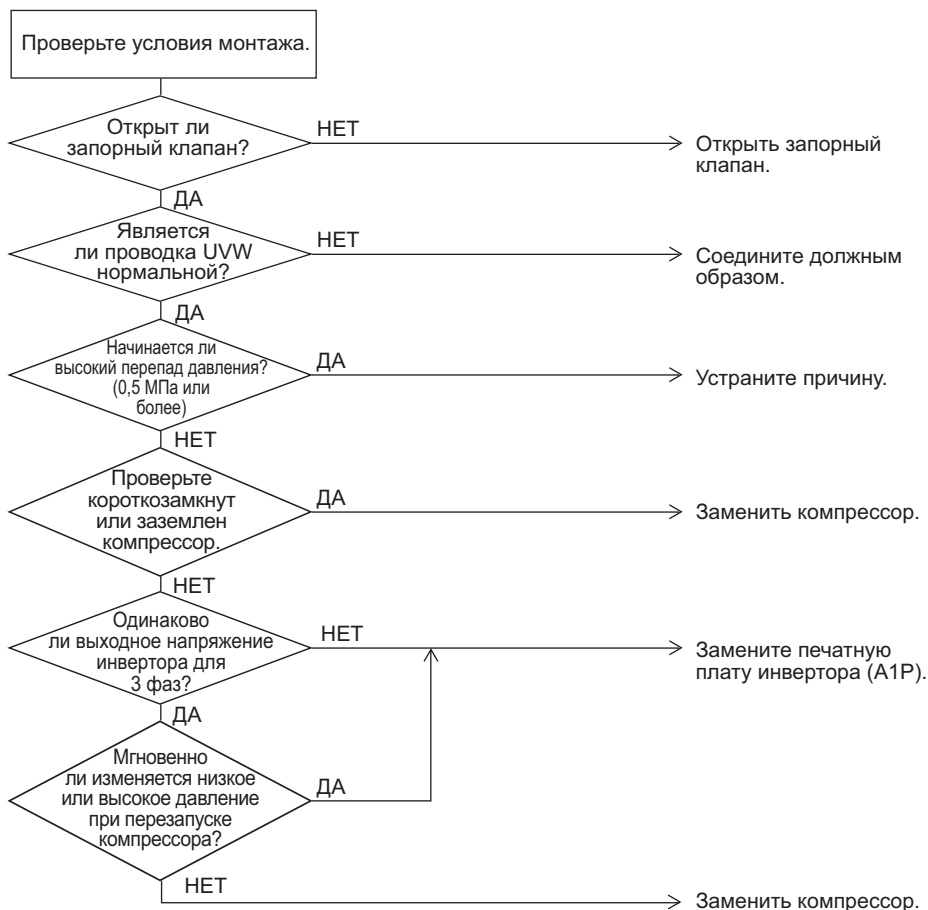 Проверьте условия монтажа.
Открыт ли
запорный клапан?
НЕТ
Открыть запорный
клапан.
ДА
Является
ли проводка UVW
нормальной?
НЕТ
Соедините должным
образом.
ДА
Начинается ли
высокий перепад давления?
(0,5 МПа или
более)
ДА
Устраните причину.
НЕТ
Проверьте
короткозамкнут
или заземлен
компрессор.
ДА
Заменить компрессор.
НЕТ
Одинаково
ли выходное напряжение
инвертора для
3 фаз?
НЕТ
Замените печатную
плату инвертора (A1P).
ДА
Мгновенно
ли изменяется низкое
или высокое давление
при перезапуске
компрессора?
ДА
НЕТ
Заменить компрессор.